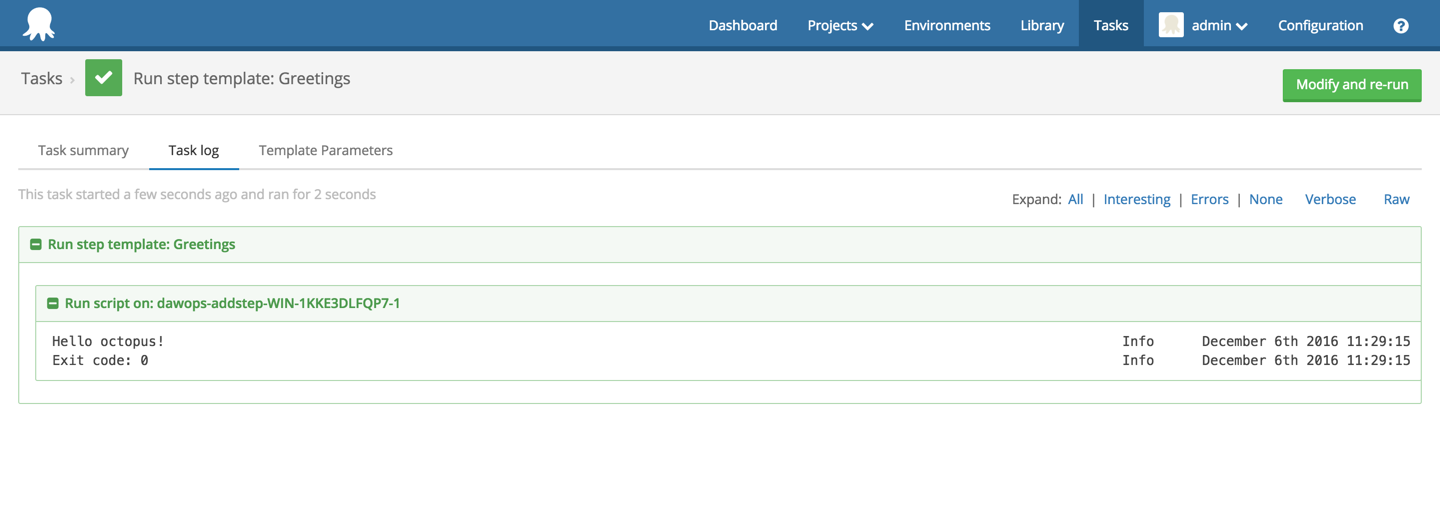 Dashboard Projects Environments Library Tasks admin Configuration ?
Tasks › Run step template: Greetings
Modify and re-run
Task summary Task log Template Parameters
This task started a few seconds ago and ran for 2 seconds
Expand: All | Interesting | Errors | None Verbose Raw
Run step template: Greetings
Run script on: dawops-addstep-WIN-1KKE3DLFQP7-1
Hello octopus! Info December 6th 2016 11:29:15
Exit code: 0 Info December 6th 2016 11:29:15